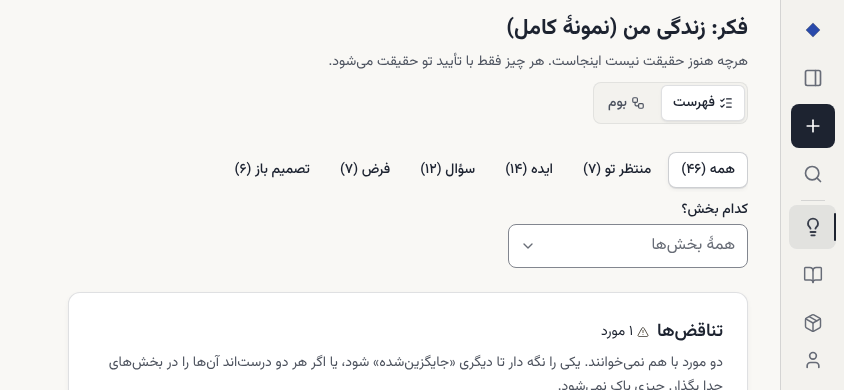 فکر: زندگی من (نمونهٔ کامل)
هرچه هنوز حقیقت نیست اینجاست. هر چیز فقط با تأیید تو حقیقت می‌شود.
فهرست
بوم
همه (۴۶)
منتظر تو (۷)
ایده (۱۴)
سؤال (۱۲)
فرض (۷)
تصمیم باز (۶)
کدام بخش؟
همهٔ بخش‌ها
تناقض‌ها
۱ مورد
دو مورد با هم نمی‌خوانند. یکی را نگه دار تا دیگری «جایگزین‌شده» شود، یا اگر هر دو درست‌اند آن‌ها را در بخش‌های
جدا بگذار. چیزی پاک نمی‌شود.